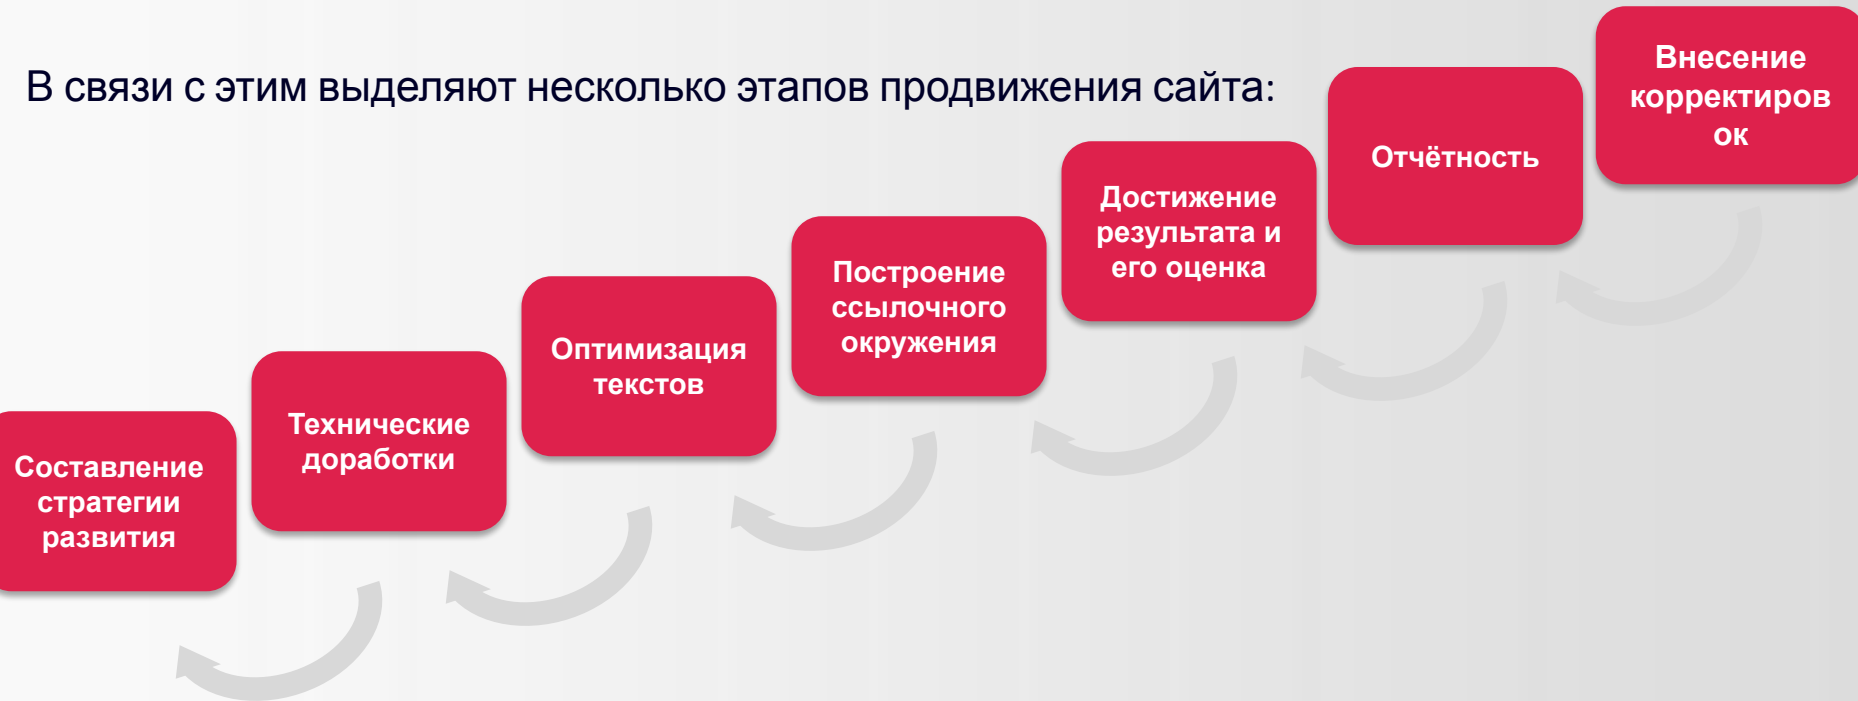 В связи с этим выделяют несколько этапов продвижения сайта:
Составление
стратегии
развития
Технические
доработки
Оптимизация
текстов
Построение
ссылочного
окружения
Достижение
результата и
его оценка
Отчётность
Внесение
корректиров
ок